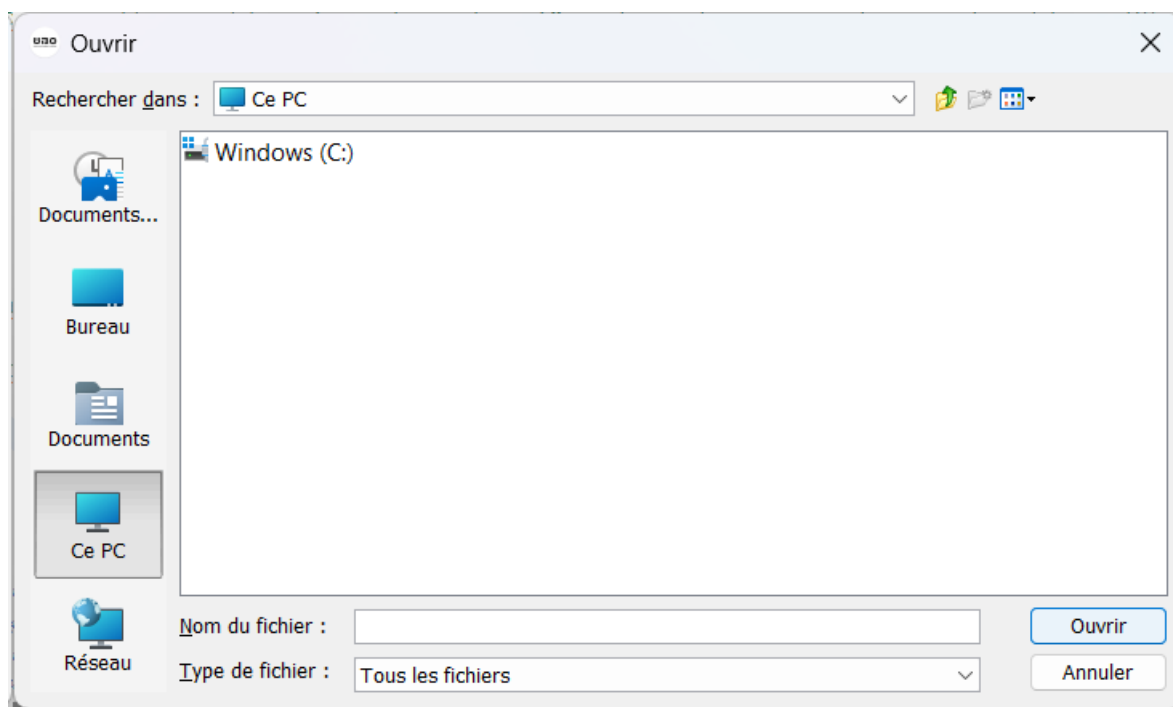 uao Ouvrir
Rechercher dans : Ce PC
Windows (C:)
Documents...
Bureau
Documents
Ce PC
Réseau
Nom du fichier :
Ouvrir
Type de fichier : Tous les fichiers
Annuler